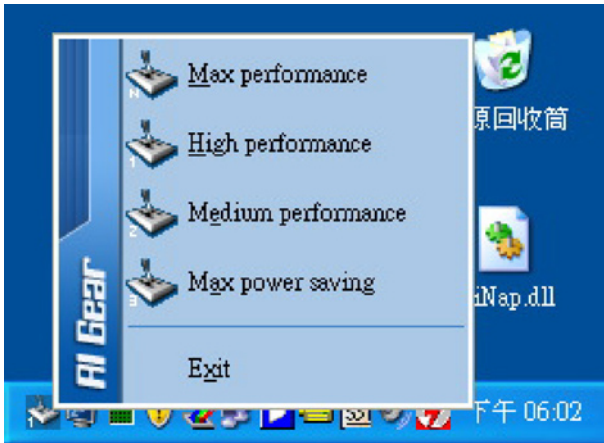 AI Gear
Max performance
High performance
Medium performance
Max power saving
Exit
原回收筒
iNap.dll
下午 06:02